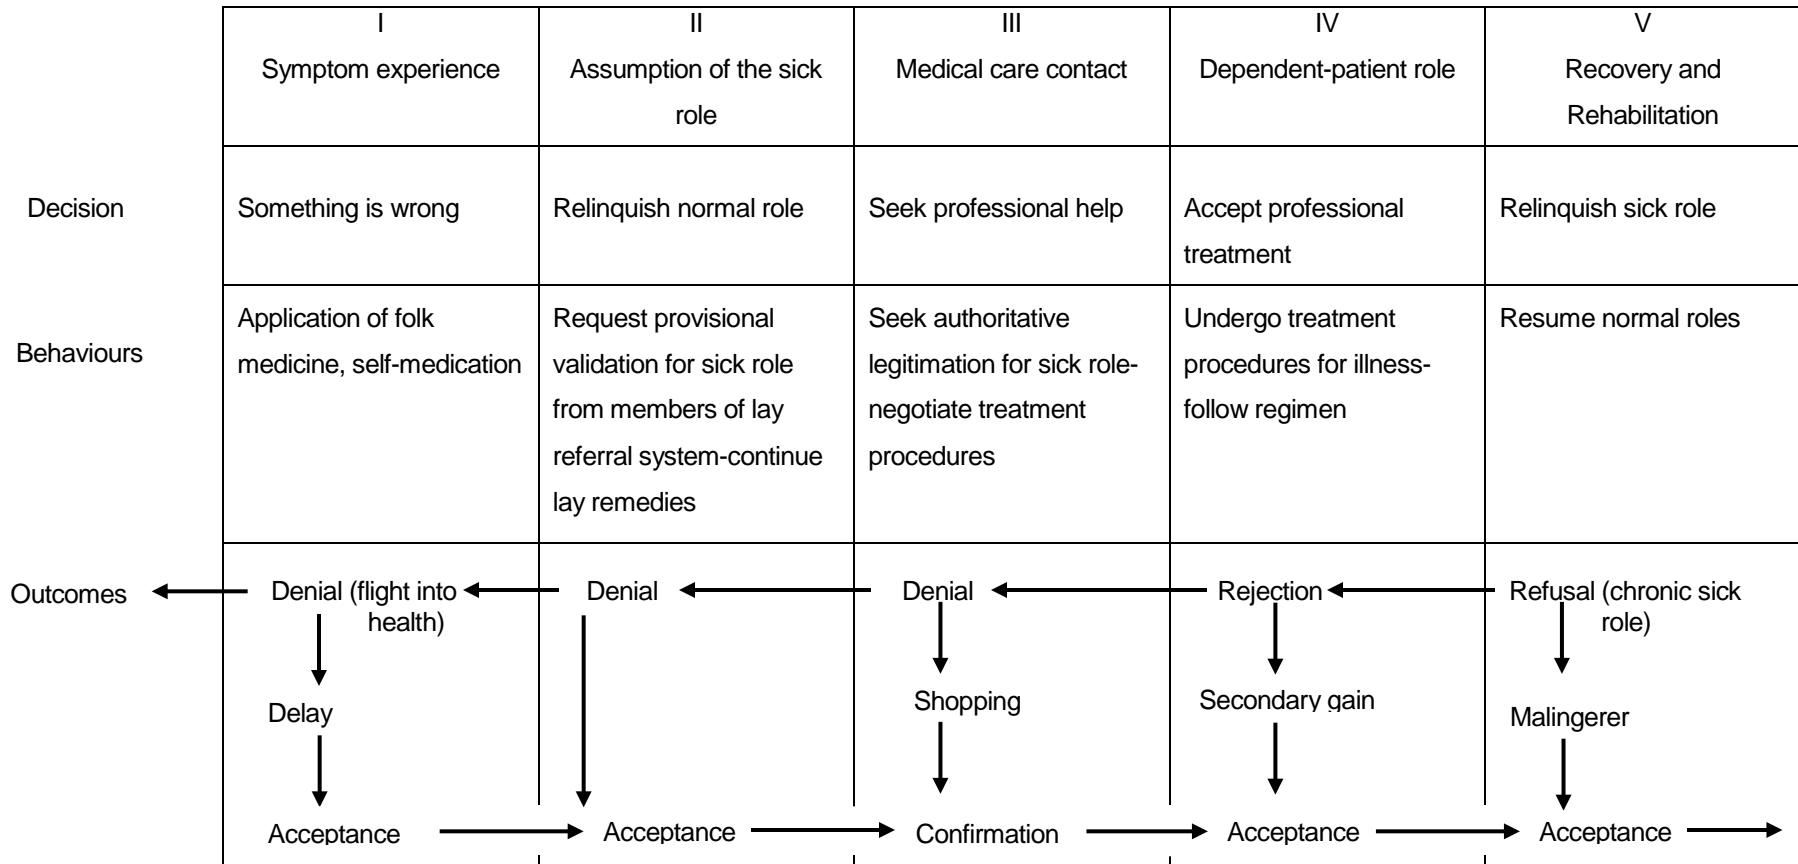 I
II
III
IV
V
Symptom experience
Assumption of the sick
role
Medical care contact
Dependent-patient role
Recovery and
Rehabilitation
Decision
Something is wrong
Relinquish normal role
Seek professional help
Accept professional
treatment
Relinquish sick role
Behaviours
Application of folk
medicine, self-medication
Request provisional
validation for sick role
from members of lay
referral system-continue
lay remedies
Seek authoritative
legitimation for sick role-
negotiate treatment
procedures
Undergo treatment
procedures for illness-
follow regimen
Resume normal roles
Outcomes
Denial (flight into
health)
Denial
Denial
Rejection
Refusal (chronic sick
role)
Delay
Shopping
Secondary gain
Malingerer
Acceptance
Acceptance
Confirmation
Acceptance
Acceptance